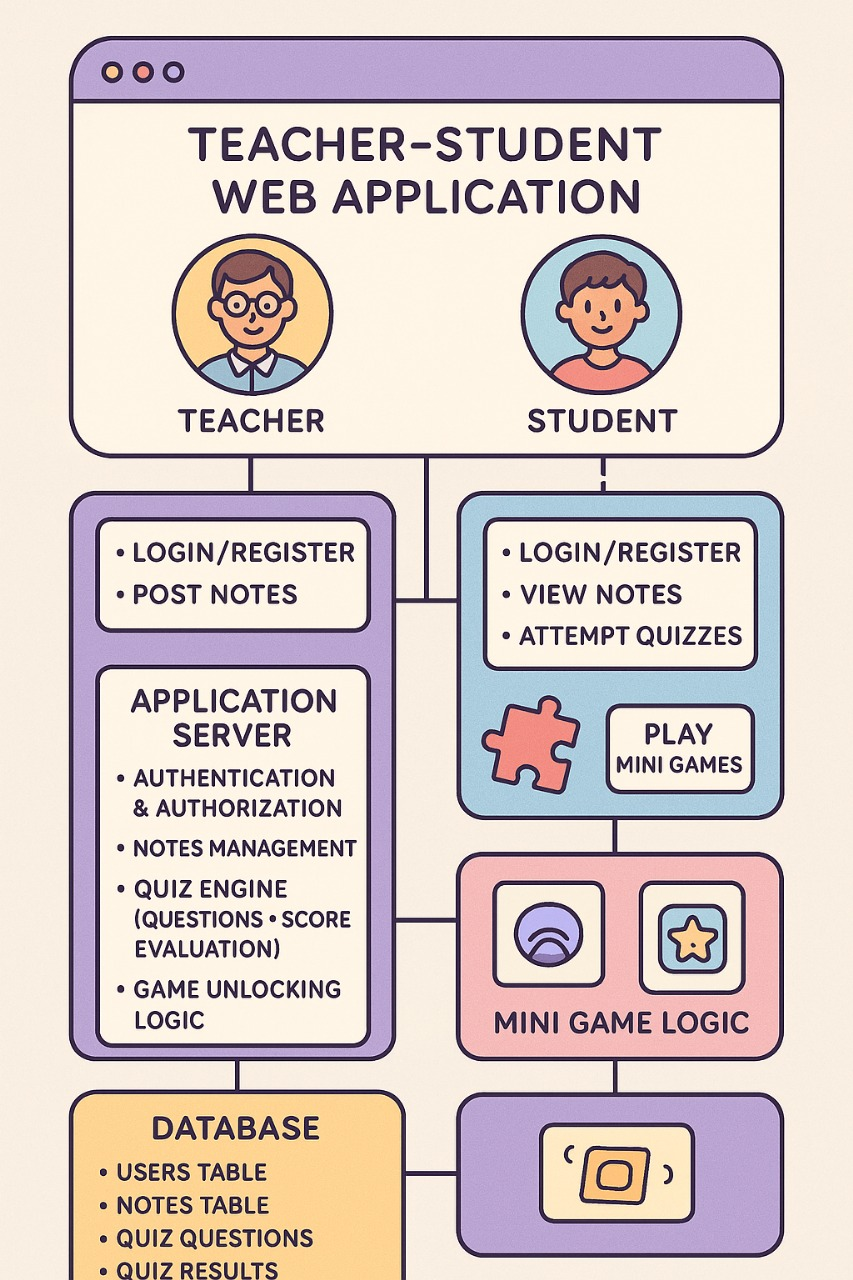 TEACHER-STUDENT
WEB APPLICATION
TEACHER
STUDENT
• LOGIN/REGISTER
• POST NOTES
• LOGIN/REGISTER
• VIEW NOTES
• ATTEMPT QUIZZES
PLAY
MINI GAMES
APPLICATION
SERVER
• AUTHENTICATION
& AUTHORIZATION
• NOTES MANAGEMENT
• QUIZ ENGINE
(QUESTIONS • SCORE
EVALUATION)
• GAME UNLOCKING
LOGIC
MINI GAME LOGIC
DATABASE
• USERS TABLE
• NOTES TABLE
• QUIZ QUESTIONS
• QUIZ RESULTS